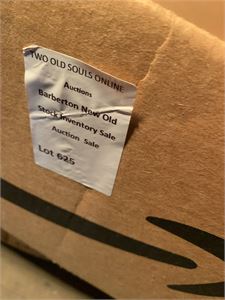 TWO OLD SOULS ONLINE
Auctions
Barberton New Old
Stock Inventory Sale
Auction Sale
Lot 625